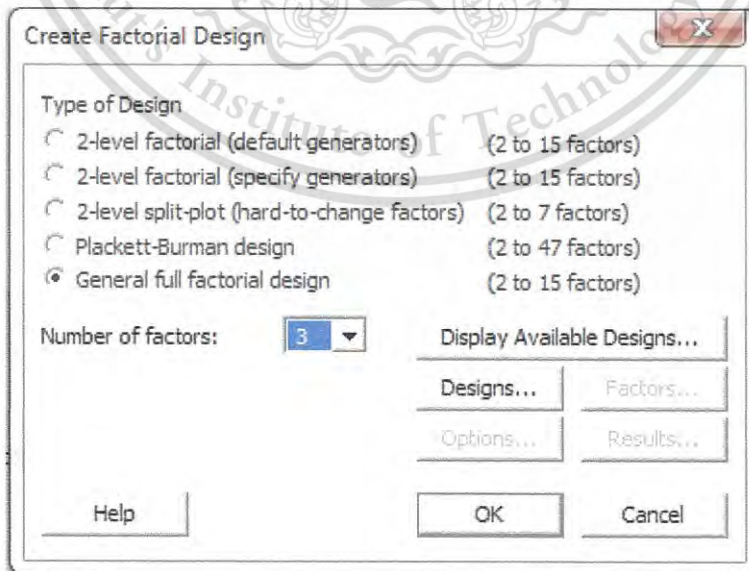 Create Factorial Design
X
Type of Design
2-level factorial (default generators) (2 to 15 factors)
2-level factorial (specify generators) (2 to 15 factors)
2-level split-plot (hard-to-change factors) (2 to 7 factors)
Plackett-Burman design (2 to 47 factors)
General full factorial design (2 to 15 factors)
Number of factors: 3
Display Available Designs...
Designs... Factors...
Options... Results...
Help OK Cancel
Institute of Technology